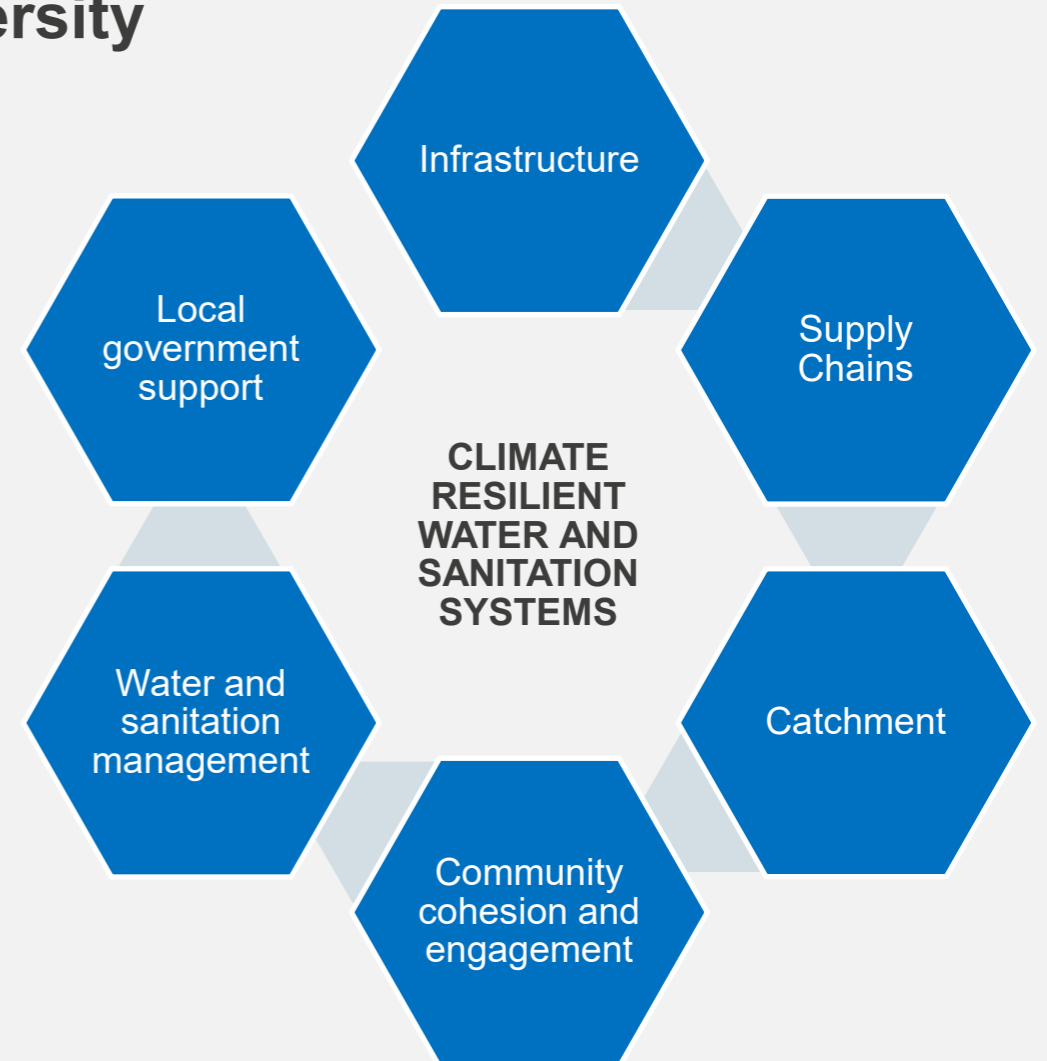 ersity
Infrastructure
Local
government
support
Supply
Chains
CLIMATE
RESILIENT
WATER AND
SANITATION
SYSTEMS
Water and
sanitation
management
Catchment
Community
cohesion and
engagement